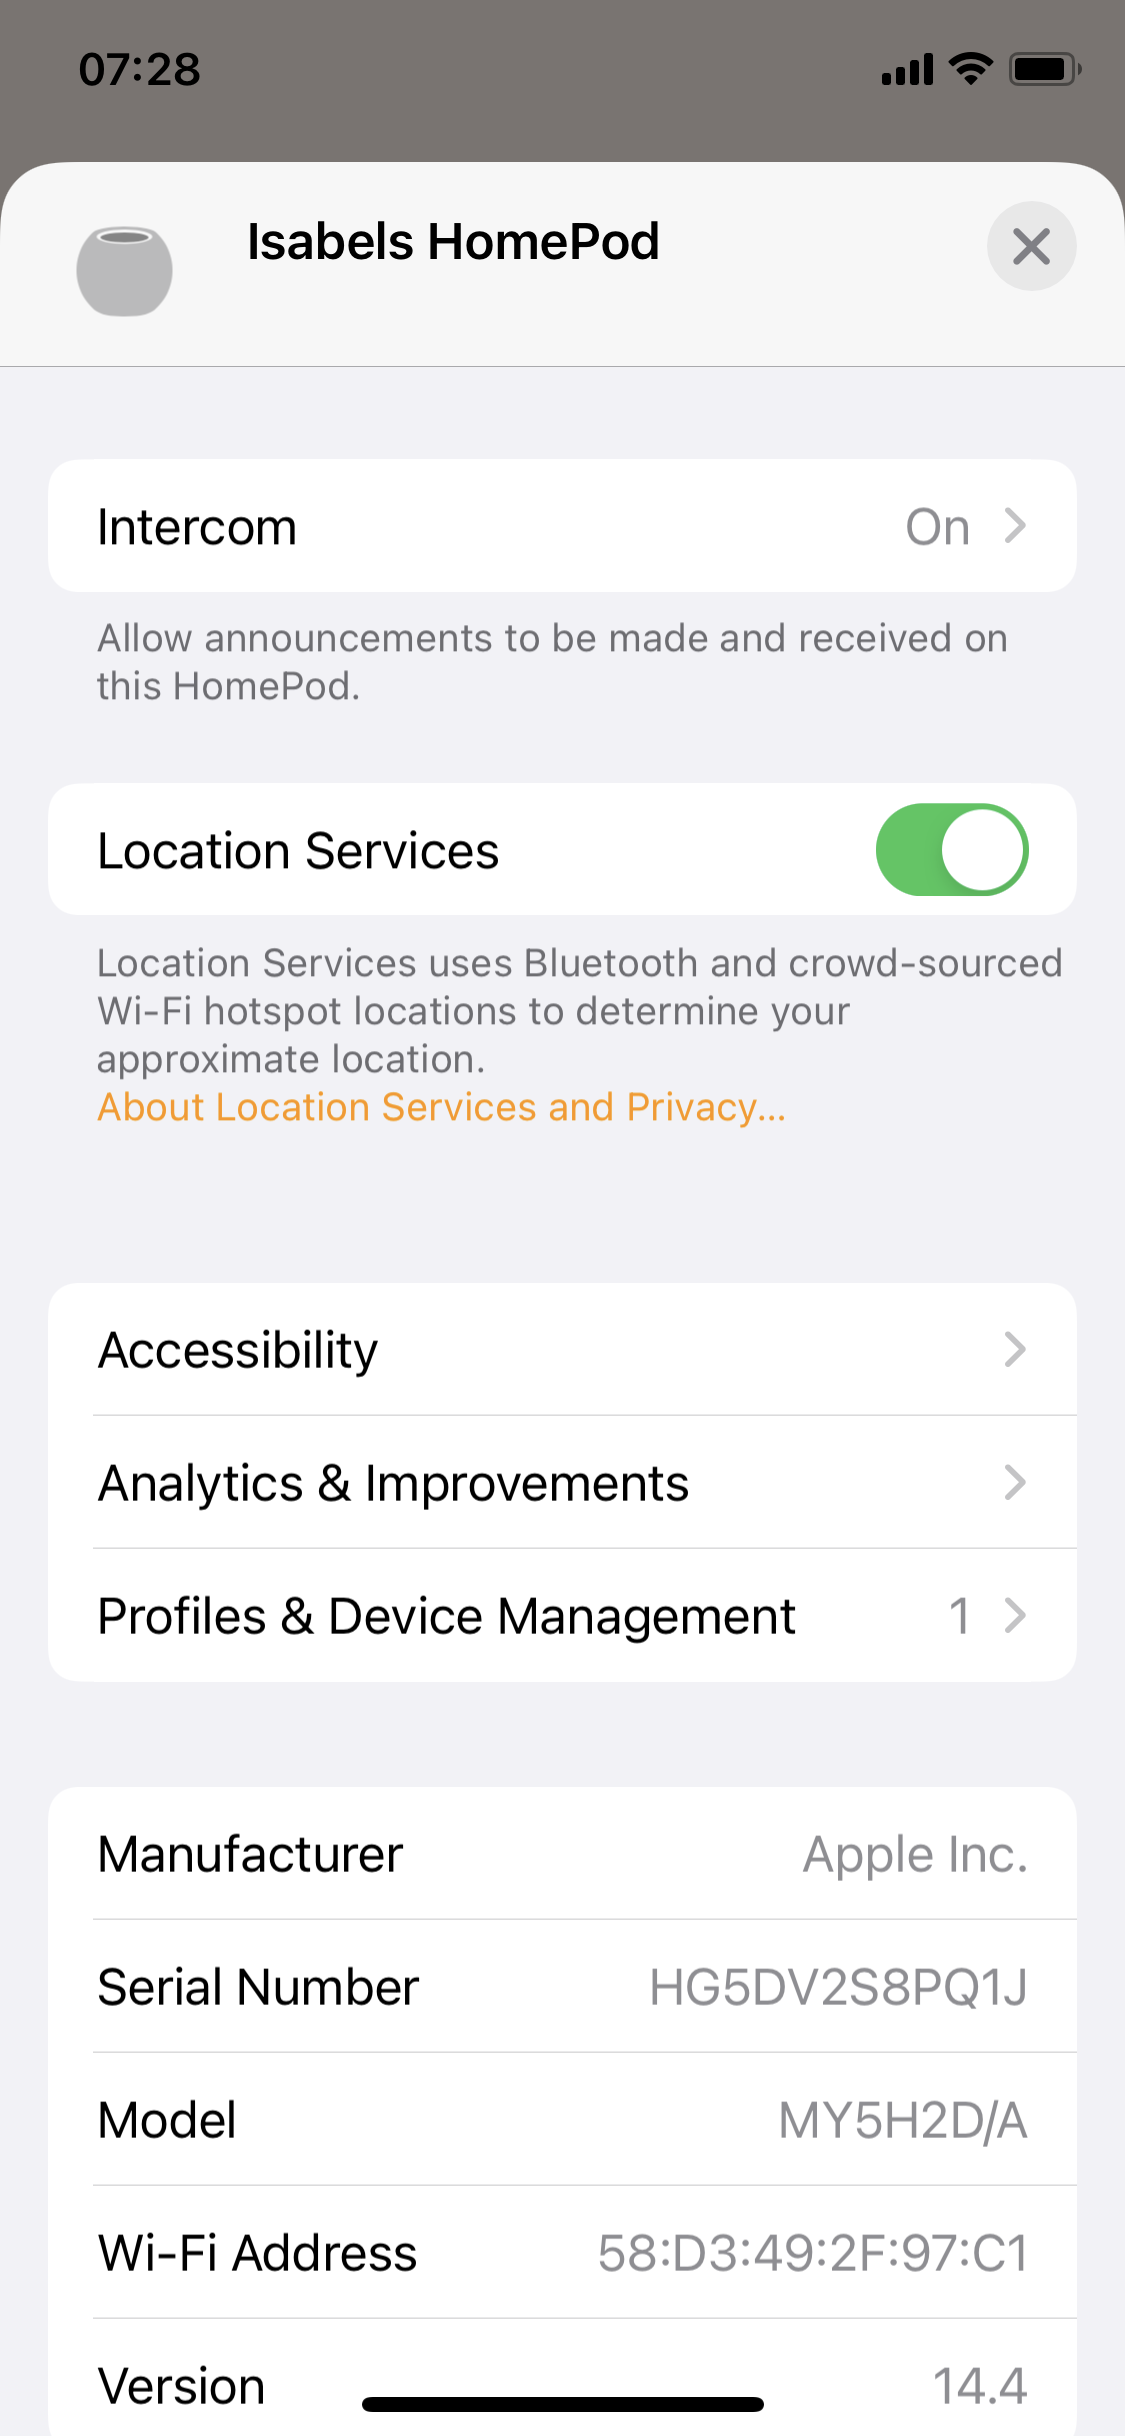 07:28
Isabels HomePod
Intercom On
Allow announcements to be made and received on
this HomePod.
Location Services
Location Services uses Bluetooth and crowd-sourced
Wi-Fi hotspot locations to determine your
approximate location.
About Location Services and Privacy...
Accessibility
Analytics & Improvements
Profiles & Device Management 1
Manufacturer Apple Inc.
Serial Number HG5DV2S8PQ1J
Model MY5H2D/A
Wi-Fi Address 58:D3:49:2F:97:C1
Version 14.4